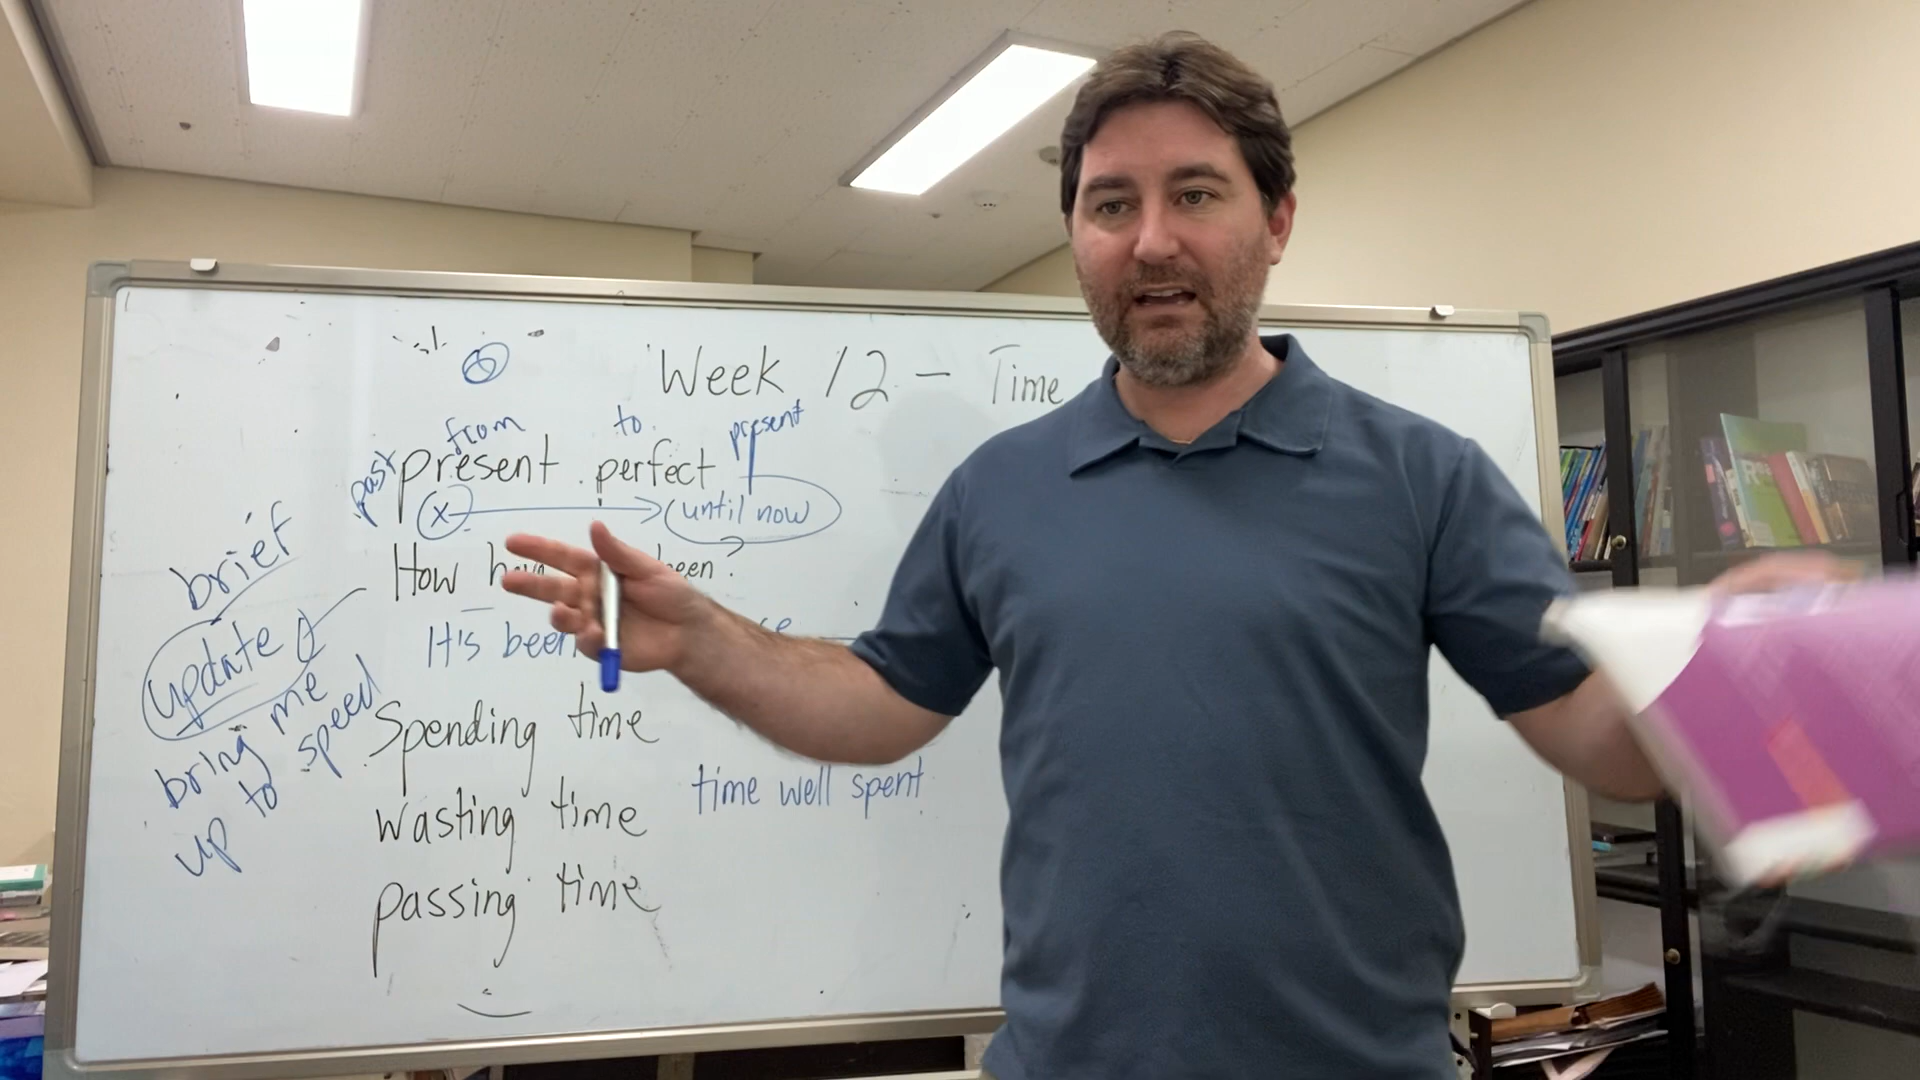 Week 12 - Time
from to present
past present perfect
x until now
How been?
It's been
brief
update
bring me
up to speed
Spending time
time well spent
wasting time
passing time